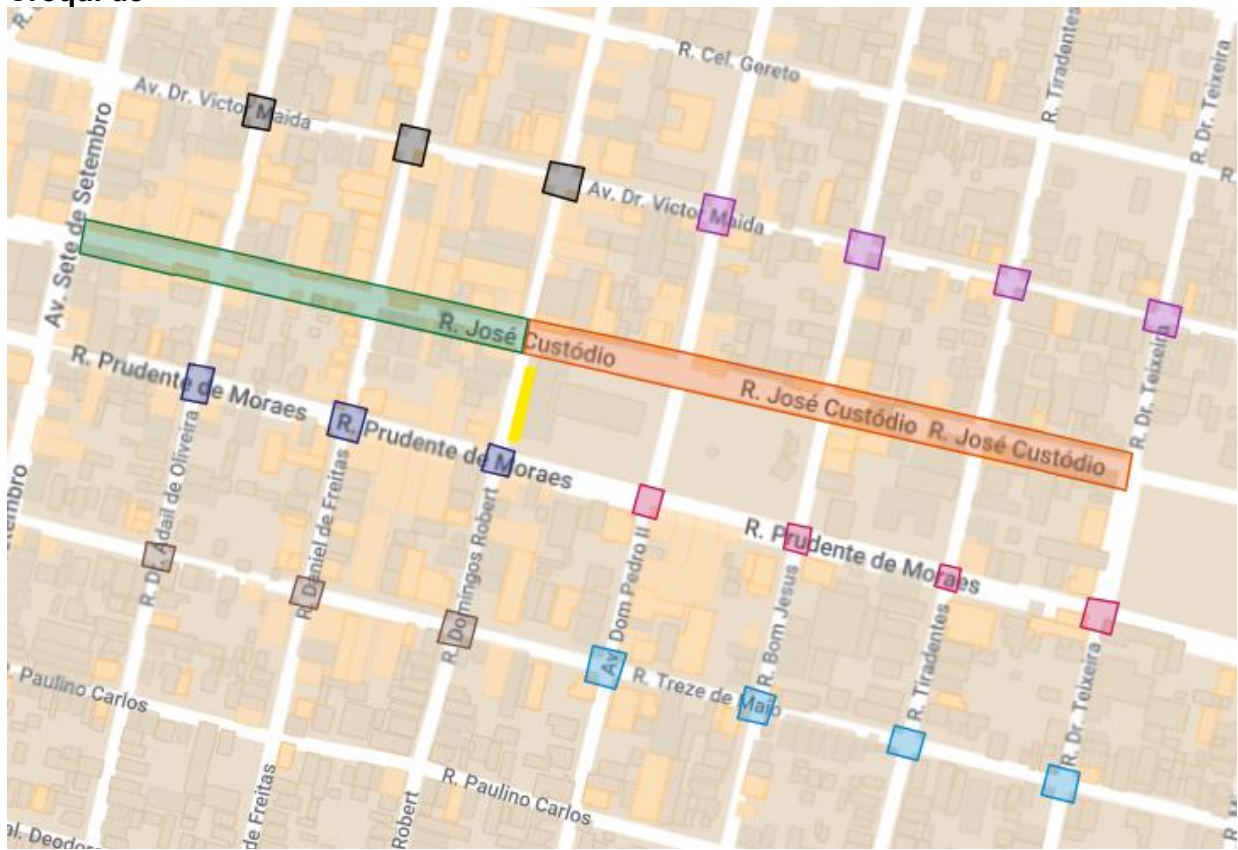 R. Cel. Gereto
R. Tiradentes
R. Dr. Teixeira
Av. Dr. Victor Maida
Av. Sete de Setembro
Av. Dr. Victor Maida
R. José Custódio
R. José Custódio
R. José Custódio
R. Dr. Teixeira
R. Prudente de Moraes
R. Prudente de Moraes
R. Prudente de Moraes
R. Dr. Adail de Oliveira
R. Daniel de Freitas
R. Domingos Robert
Av. Dom Pedro II
R. Bom Jesus
R. Tiradentes
R. Dr. Teixeira
R. Treze de Maio
Paulino Carlos
R. Paulino Carlos
de Freitas
Robert
al. Deodoro